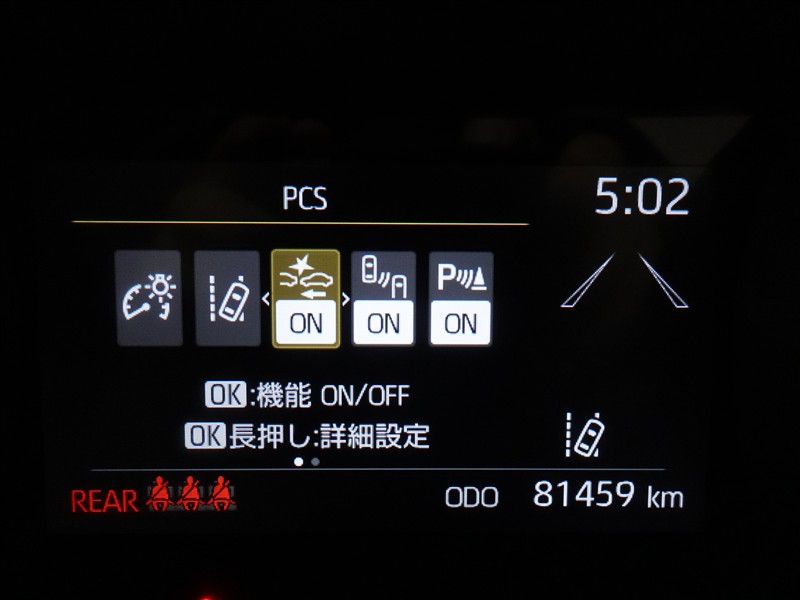 PCS
5:02
P
ON ON ON
OK:機能 ON/OFF
OK長押し:詳細設定
REAR
ODO 81459 km